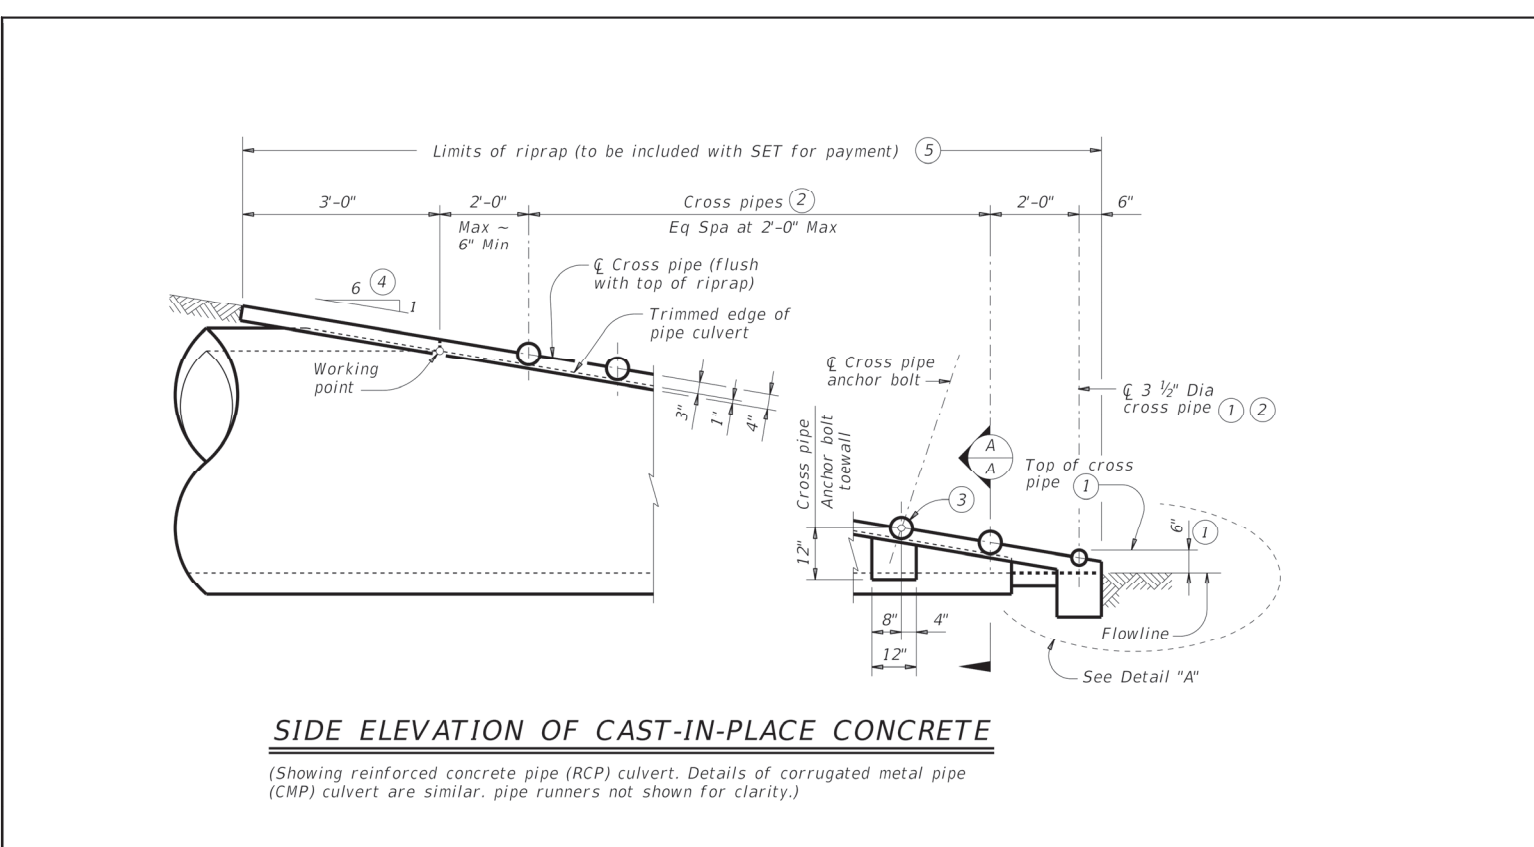 Limits of riprap (to be included with SET for payment) 5
3'-0"
2'-0"
Cross pipes 2
2'-0"
6"
Max ~
6" Min
Eq Spa at 2'-0" Max
℄ Cross pipe (flush
with top of riprap)
6 4
1
Trimmed edge of
pipe culvert
Working
point
3"
1"
4"
℄ Cross pipe
anchor bolt
℄ 3 ½" Dia
cross pipe 1 2
Cross pipe
Anchor bolt
toewall
A
A
Top of cross
pipe 1
3
6" 1
12"
8"
4"
12"
Flowline
See Detail "A"
SIDE ELEVATION OF CAST-IN-PLACE CONCRETE
(Showing reinforced concrete pipe (RCP) culvert. Details of corrugated metal pipe
(CMP) culvert are similar. pipe runners not shown for clarity.)